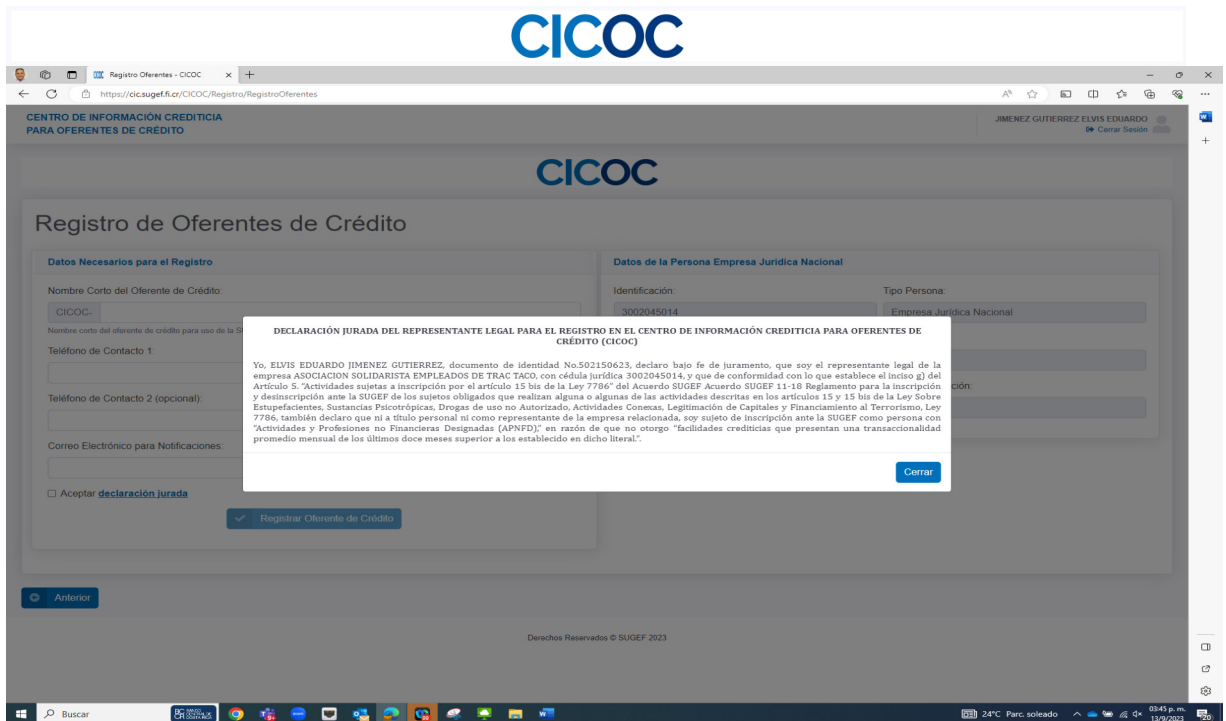 CICOC
Registro Oferentes - CICOC
https://cic.sugef.fi.cr/CICOC/Registro/RegistroOferentes
CENTRO DE INFORMACIÓN CREDITICIA
PARA OFERENTES DE CRÉDITO
JIMENEZ GUTIERREZ ELVIS EDUARDO
Cerrar Sesión
CICOC
Registro de Oferentes de Crédito
Datos Necesarios para el Registro
Datos de la Persona Empresa Jurídica Nacional
Nombre Corto del Oferente de Crédito:
Identificación:
Tipo Persona:
CICOC-
3002045014
Empresa Jurídica Nacional
Nombre corto del oferente de crédito para uso de la S
Teléfono de Contacto 1:
Teléfono de Contacto 2 (opcional):
ción:
Correo Electrónico para Notificaciones:
DECLARACIÓN JURADA DEL REPRESENTANTE LEGAL PARA EL REGISTRO EN EL CENTRO DE INFORMACIÓN CREDITICIA PARA OFERENTES DE
CRÉDITO (CICOC)
Yo, ELVIS EDUARDO JIMENEZ GUTIERREZ, documento de identidad No.502150623, declaro bajo fe de juramento, que soy el representante legal de la
empresa ASOCIACION SOLIDARISTA EMPLEADOS DE TRAC TACO, con cédula jurídica 3002045014, y que de conformidad con lo que establece el inciso g) del
Artículo 5. "Actividades sujetas a inscripción por el artículo 15 bis de la Ley 7786" del Acuerdo SUGEF Acuerdo SUGEF 11-18 Reglamento para la inscripción
y desinscripción ante la SUGEF de los sujetos obligados que realizan alguna o algunas de las actividades descritas en los artículos 15 y 15 bis de la Ley Sobre
Estupefacientes, Sustancias Psicotrópicas, Drogas de uso no Autorizado, Actividades Conexas, Legitimación de Capitales y Financiamiento al Terrorismo, Ley
7786, también declaro que ni a título personal ni como representante de la empresa relacionada, soy sujeto de inscripción ante la SUGEF como persona con
"Actividades y Profesiones no Financieras Designadas (APNFD)," en razón de que no otorgo "facilidades crediticias que presentan una transaccionalidad
promedio mensual de los últimos doce meses superior a los establecido en dicho literal.".
Cerrar
Aceptar declaración jurada
Registrar Oferente de Crédito
Anterior
Derechos Reservados © SUGEF 2023
Buscar
24°C Parc. soleado
03:45 p. m.
13/9/2023